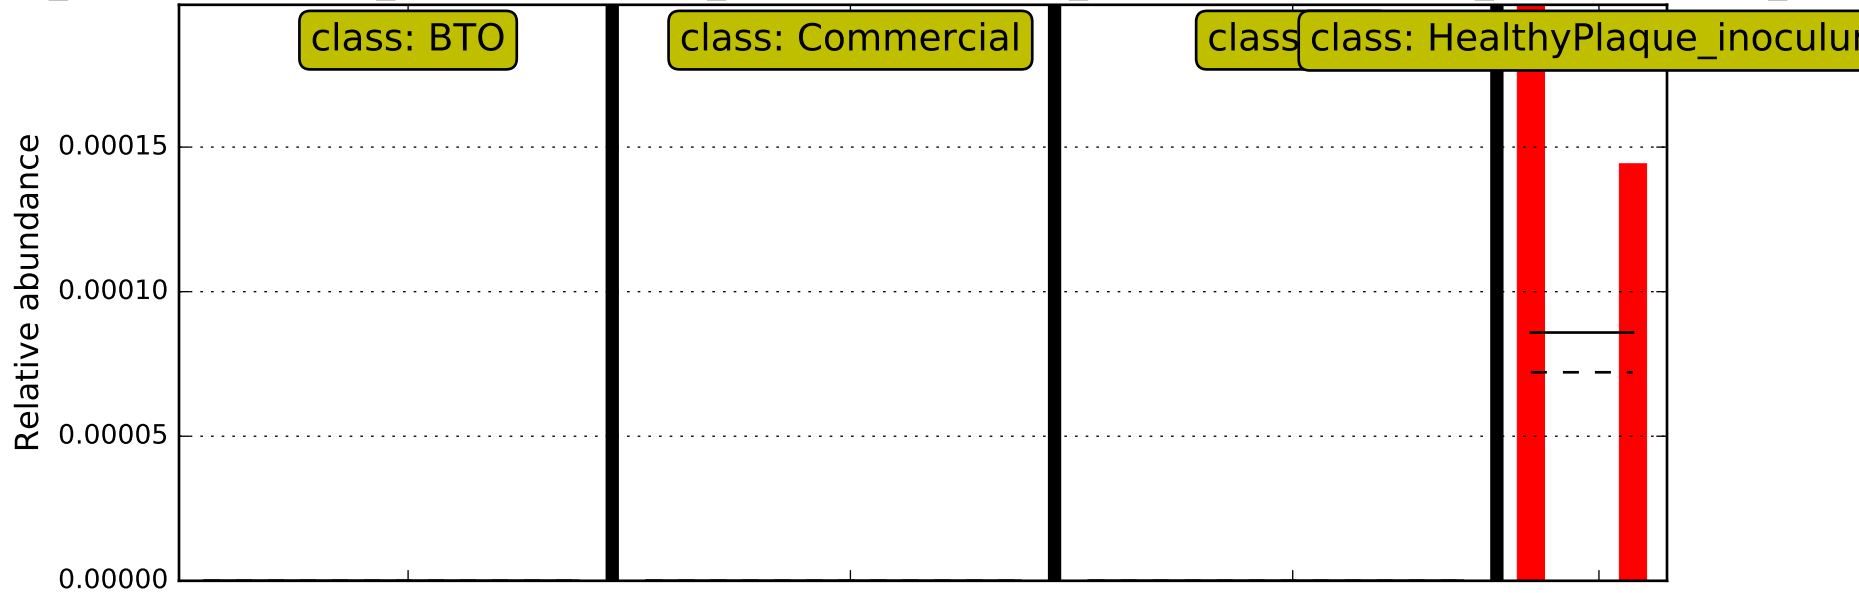 class: BTO
class: Commercial
class
class: HealthyPlaque_inoculu
Relative abundance
0.00015
0.00010
0.00005
0.00000